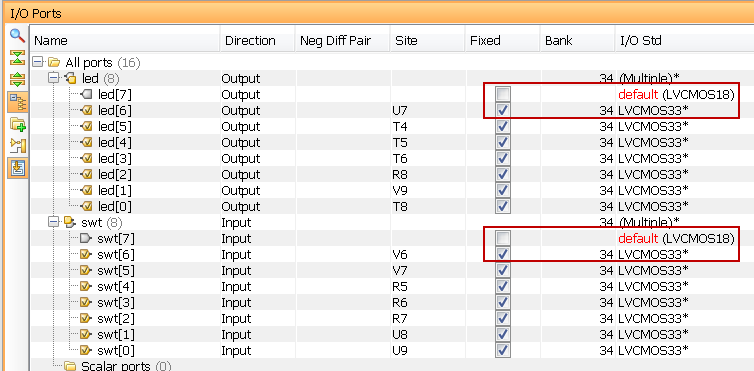 I/O Ports
Name Direction Neg Diff Pair Site Fixed Bank I/O Std
All ports (16)
led (8) Output 34 (Multiple)*
led[7] Output default (LVCMOS18)
led[6] Output U7 34 LVCMOS33*
led[5] Output T4 34 LVCMOS33*
led[4] Output T5 34 LVCMOS33*
led[3] Output T6 34 LVCMOS33*
led[2] Output R8 34 LVCMOS33*
led[1] Output V9 34 LVCMOS33*
led[0] Output T8 34 LVCMOS33*
swt (8) Input 34 (Multiple)*
swt[7] Input default (LVCMOS18)
swt[6] Input V6 34 LVCMOS33*
swt[5] Input V7 34 LVCMOS33*
swt[4] Input R5 34 LVCMOS33*
swt[3] Input R6 34 LVCMOS33*
swt[2] Input R7 34 LVCMOS33*
swt[1] Input U8 34 LVCMOS33*
swt[0] Input U9 34 LVCMOS33*
Scalar ports (0)